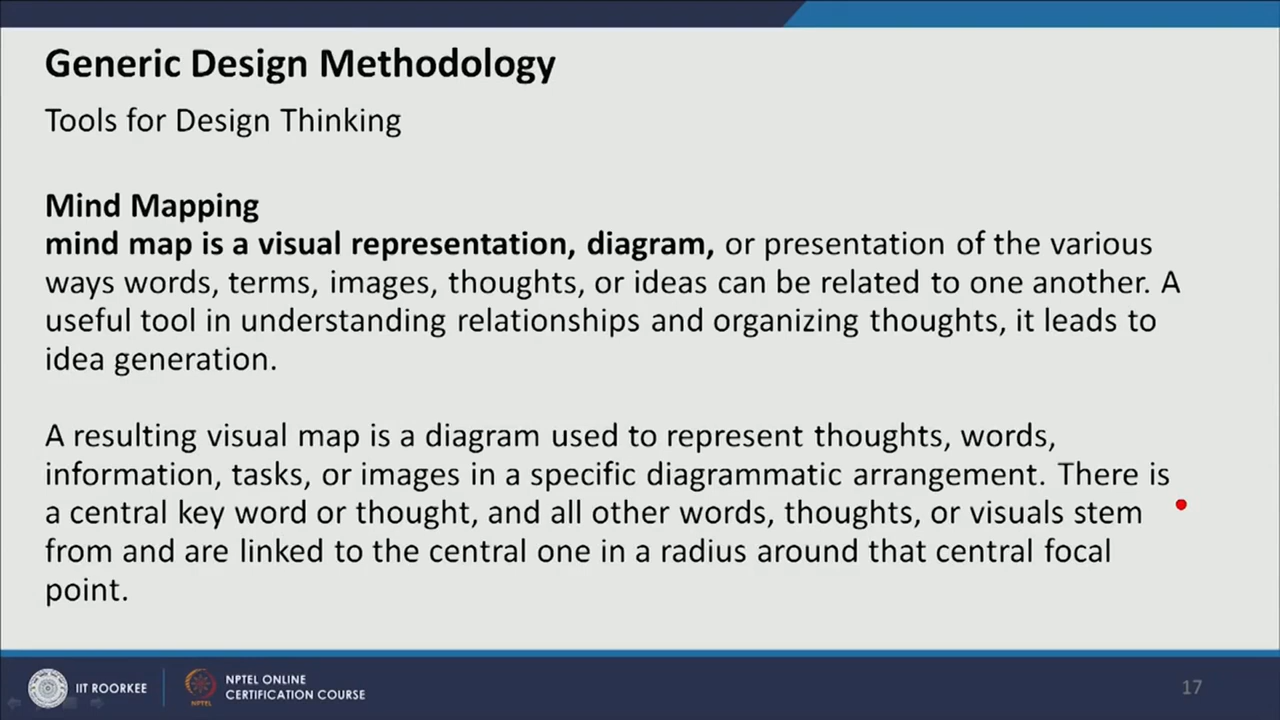 Generic Design Methodology
Tools for Design Thinking
Mind Mapping
mind map is a visual representation, diagram, or presentation of the various
ways words, terms, images, thoughts, or ideas can be related to one another. A
useful tool in understanding relationships and organizing thoughts, it leads to
idea generation.
A resulting visual map is a diagram used to represent thoughts, words,
information, tasks, or images in a specific diagrammatic arrangement. There is
a central key word or thought, and all other words, thoughts, or visuals stem
from and are linked to the central one in a radius around that central focal
point.
IIT ROORKEE
NPTEL
NPTEL ONLINE
CERTIFICATION COURSE
17